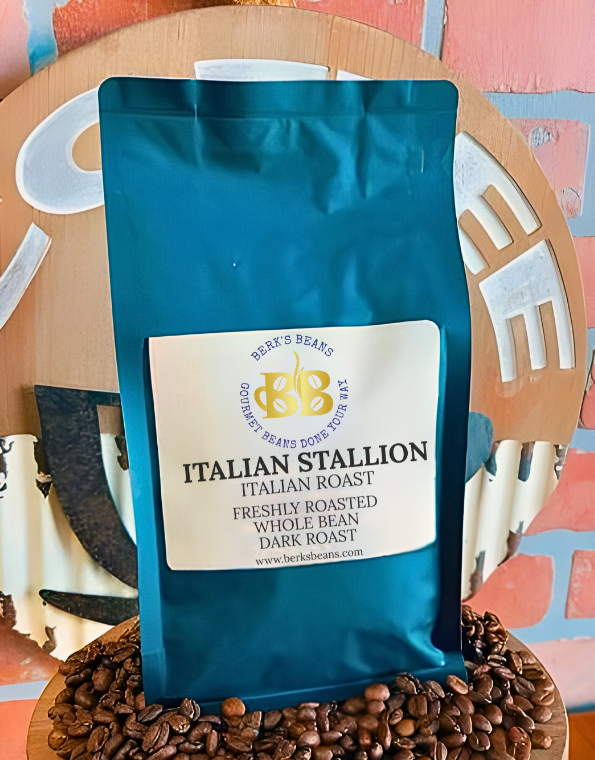 BERK'S BEANS
BB
GOURMET BEANS DONE YOUR WAY
ITALIAN STALLION
ITALIAN ROAST
FRESHLY ROASTED
WHOLE BEAN
DARK ROAST
www.berksbeans.com